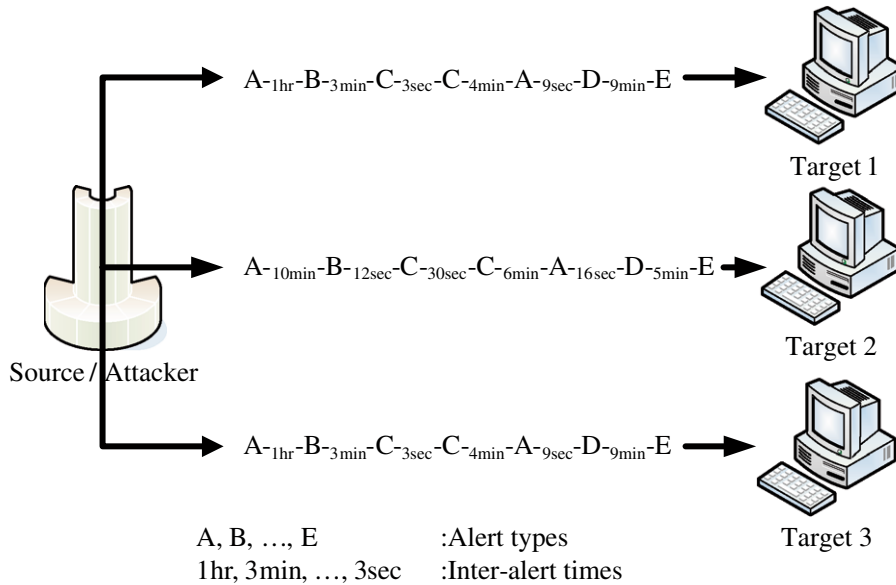 A-1hr-B-3min-C-3sec-C-4min-A-9sec-D-9min-E
Target 1
A-10min-B-12sec-C-30sec-C-6min-A-16sec-D-5min-E
Target 2
Source / Attacker
A-1hr-B-3min-C-3sec-C-4min-A-9sec-D-9min-E
Target 3
A, B, …, E :Alert types
1hr, 3min, …, 3sec :Inter-alert times